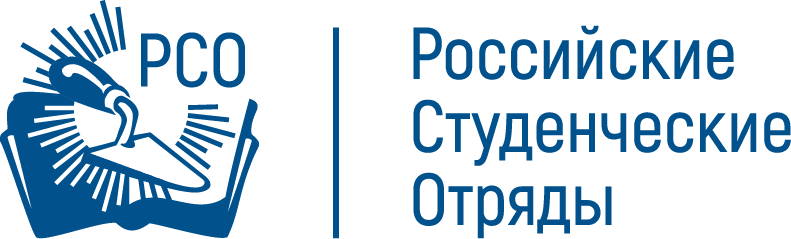 РСО
Российские
Студенческие
Отряды